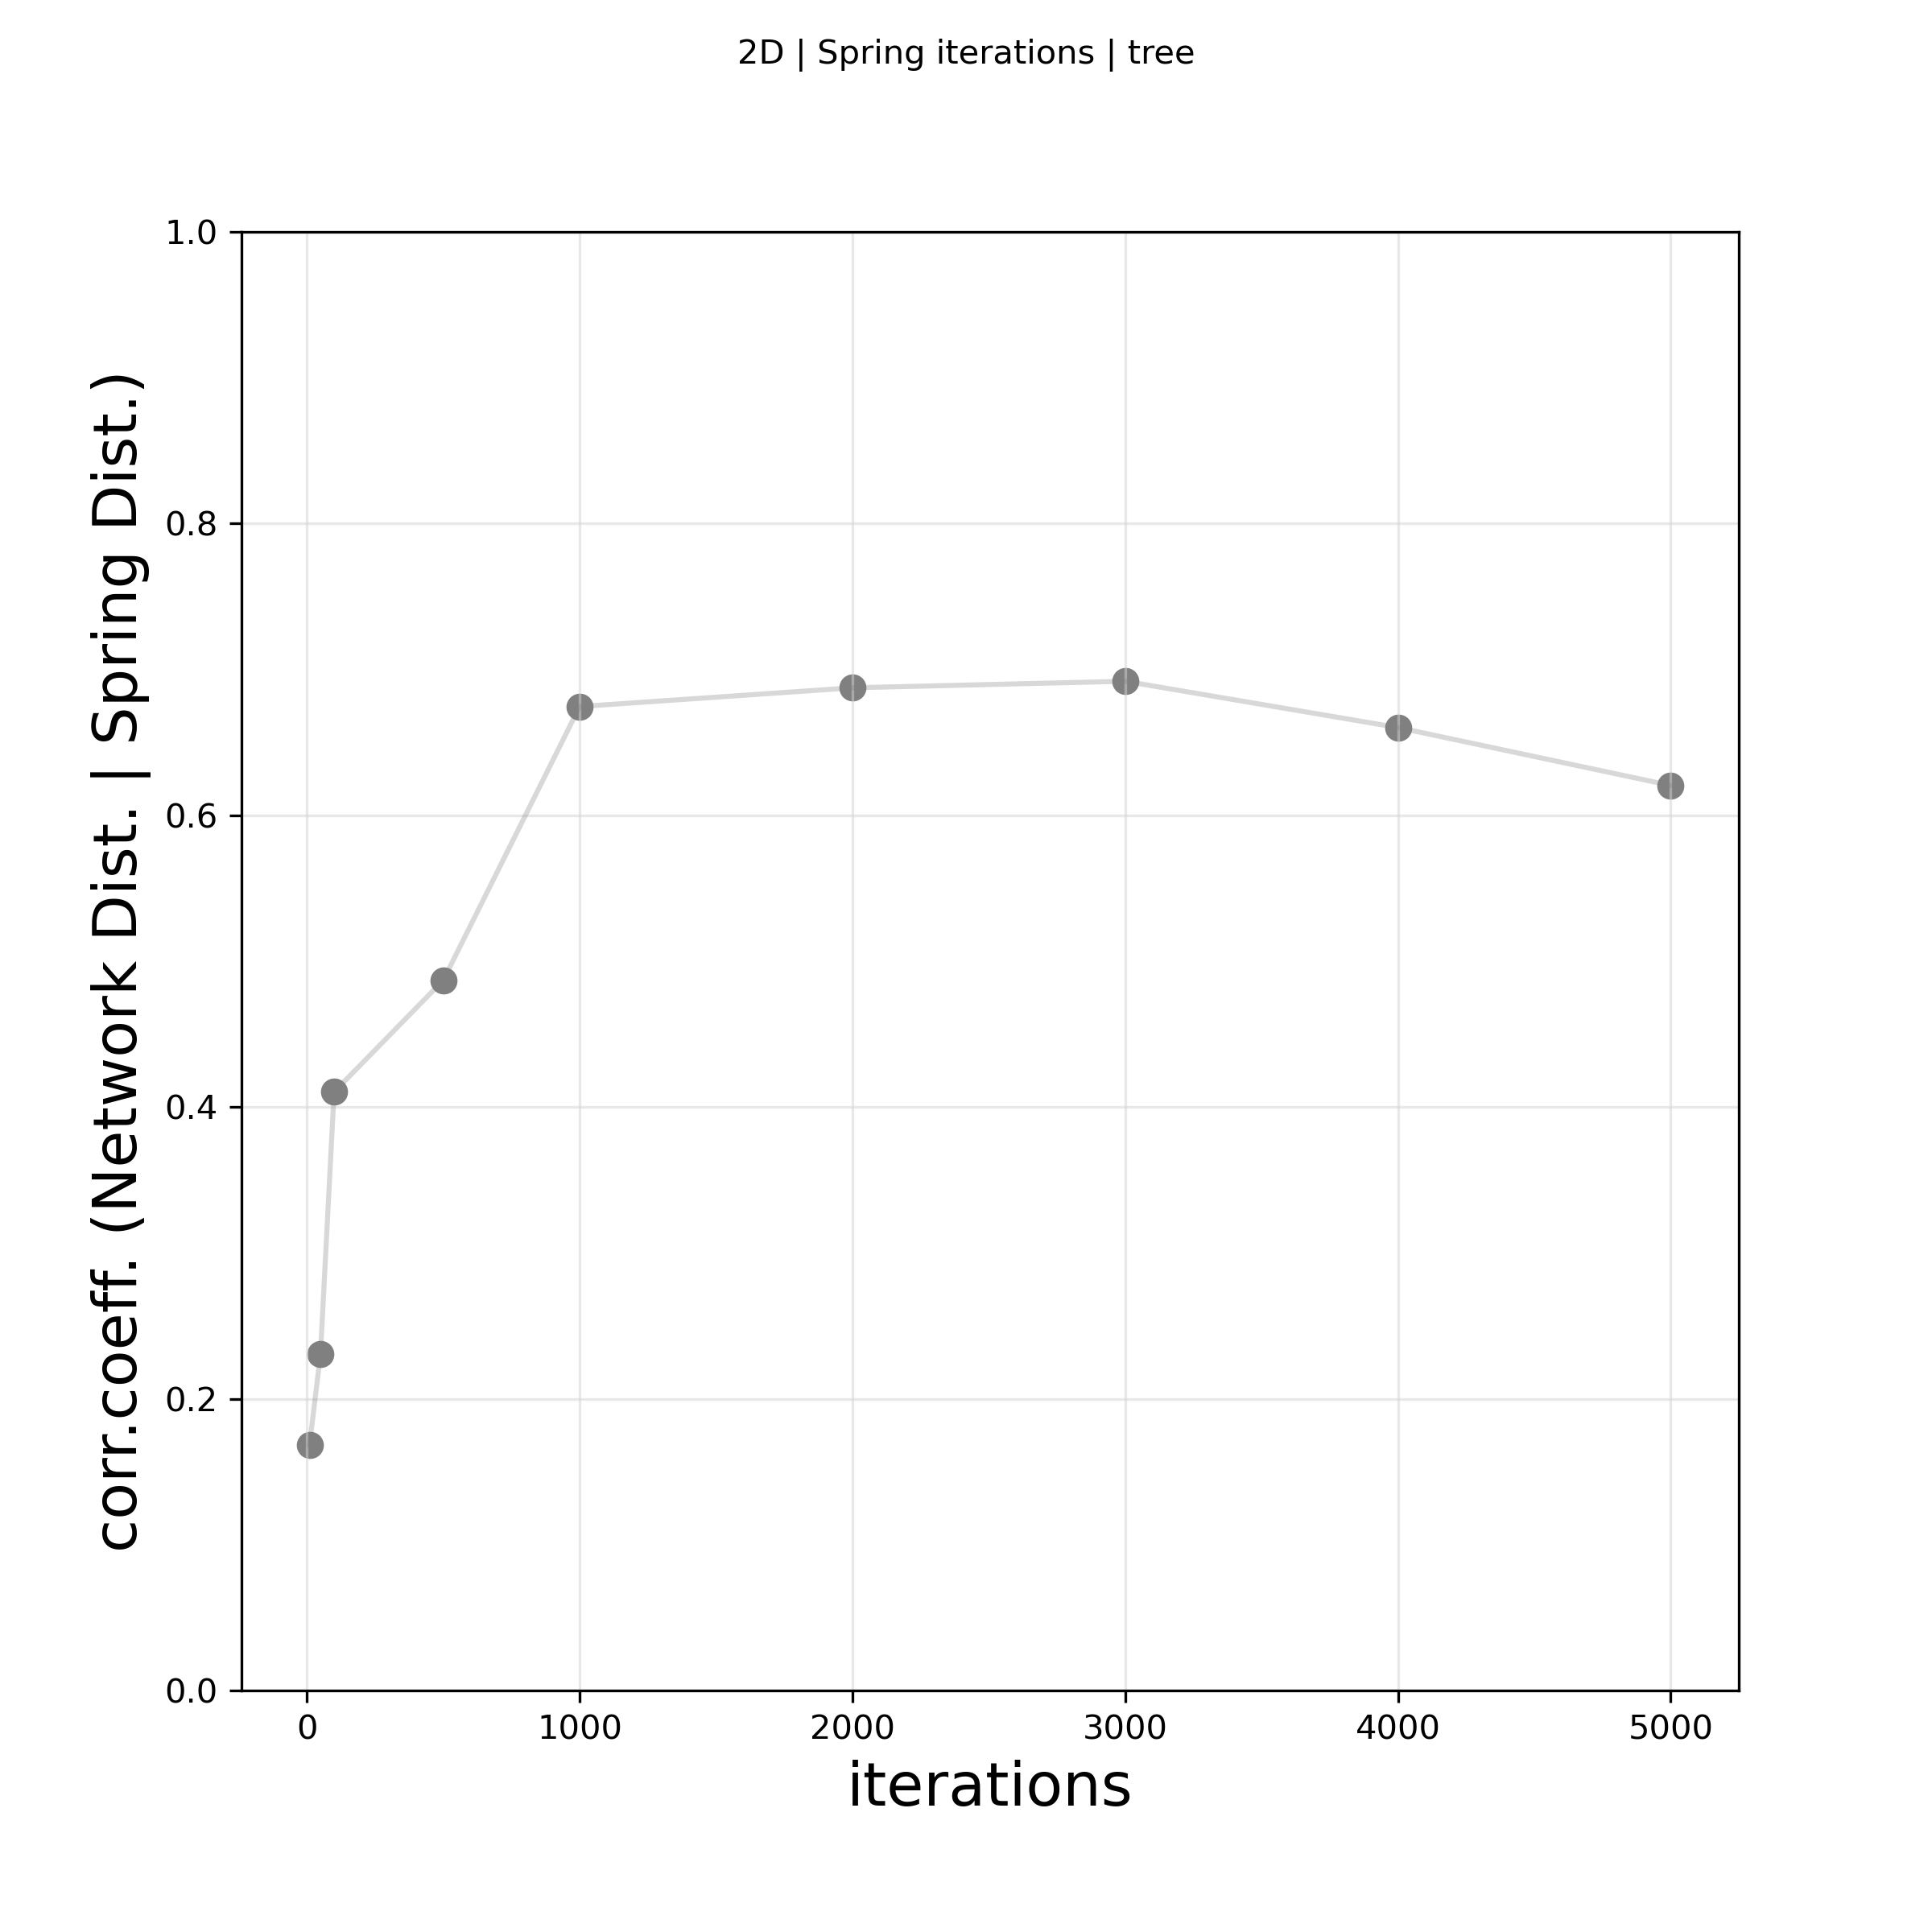 2D | Spring iterations | tree
corr.coeff. (Network Dist. | Spring Dist.)
1.0
0.8
0.6
0.4
0.2
0.0
0 1000 2000 3000 4000 5000
iterations